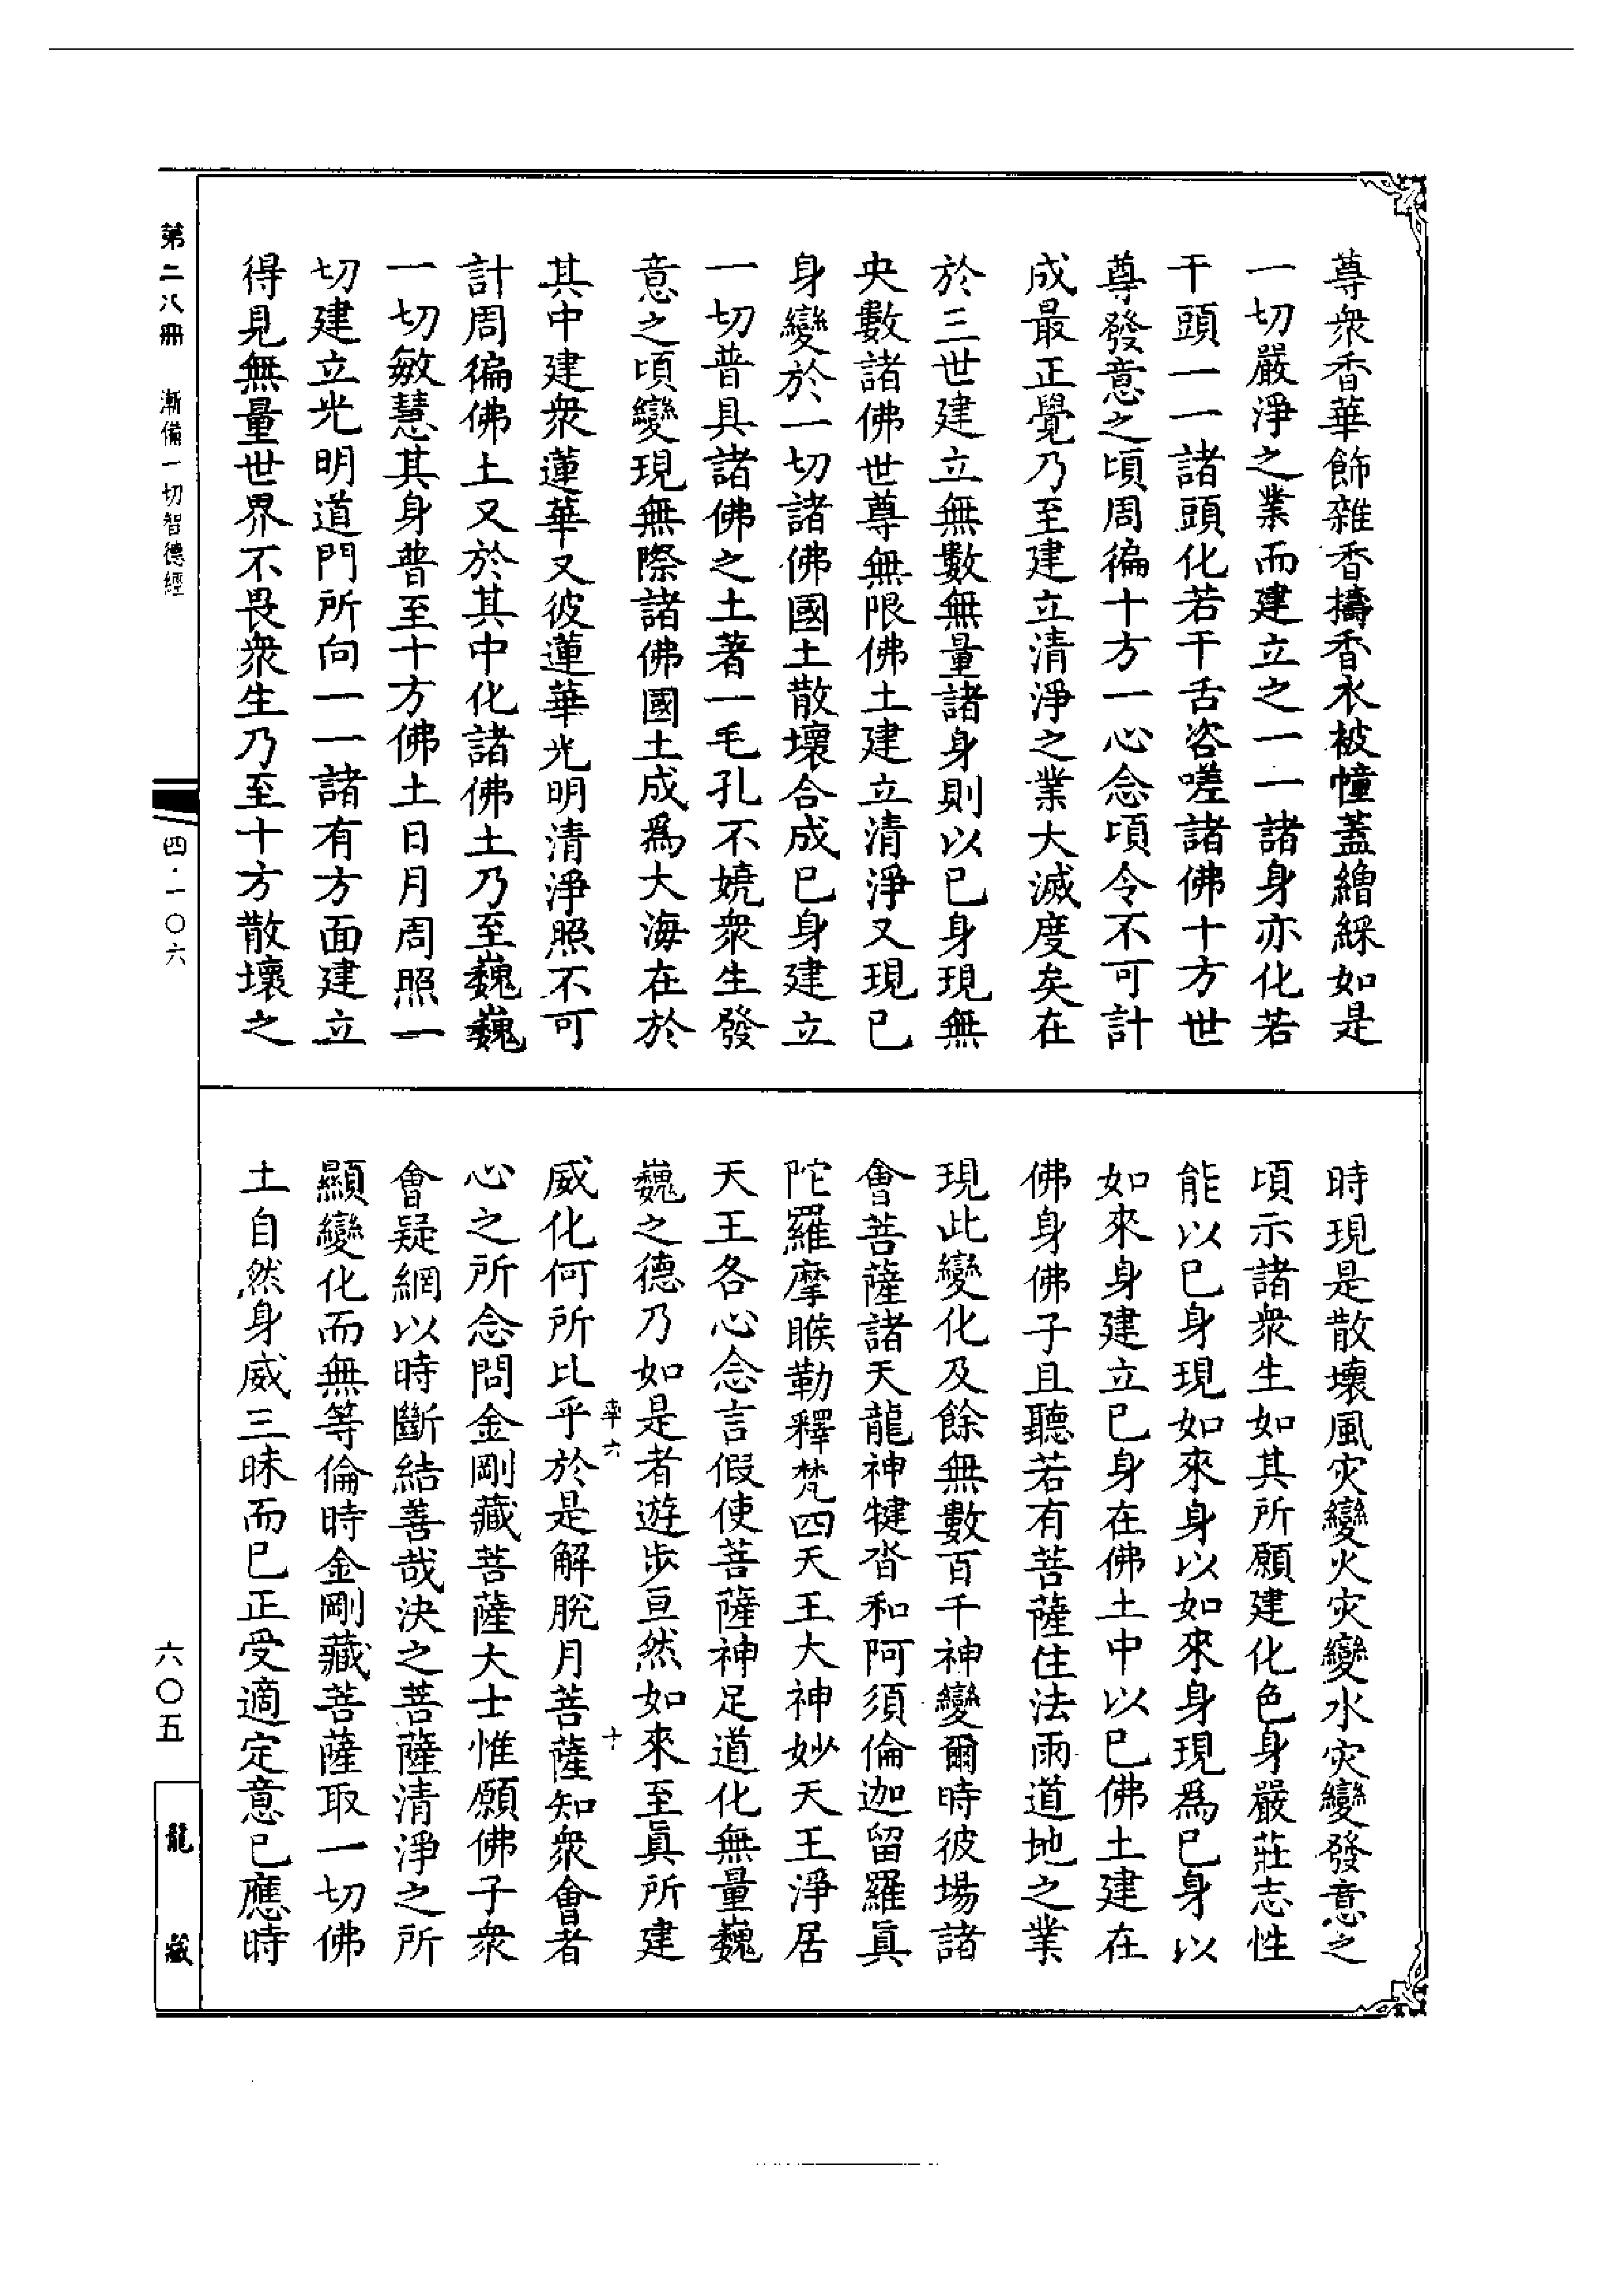 尊衆香華飾雜香擣香衣被幢蓋繒綵如是
一切嚴淨之業而建立之一一諸身亦化若
干頭一一諸頭化若干舌咨嗟諸佛十方世
尊發意之頃周徧十方一心念頃令不可計
成最正覺乃至建立清淨之業大滅度矣在
於三世建立無數無量諸身則以已身現無
央數諸佛世尊無限佛土建立清淨又現已
身變於一切諸佛國土散壞合成已身建立
一切普具諸佛之土著一毛孔不嬈衆生發
意之頃變現無際諸佛國土成爲大海在於
其中建衆蓮華又彼蓮華光明清淨照不可
計周徧佛土又於其中化諸佛土乃至巍巍
一切敏慧其身普至十方佛土日月周照一
切建立光明道門所向一一諸有方面建立
得見無量世界不畏衆生乃至十方散壞之
時現是散壞風灾變火灾變水灾變發意之
頃示諸衆生如其所願建化色身嚴莊志性
能以已身現如來身以如來身現爲已身以
如來身建立已身在佛土中以已佛土建在
佛身佛子且聽若有菩薩住法雨道地之業
現此變化及餘無數百千神變爾時彼場諸
會菩薩諸天龍神犍沓和阿須倫迦留羅眞
陀羅摩睺勒釋梵四天王大神妙天王淨居
天王各心念言假使菩薩神足道化無量巍
巍之德乃如是者遊步亘然如來至眞所建
威化何所比乎於是解脫月菩薩知衆會者
心之所念問金剛藏菩薩大士惟願佛子衆
會疑網以時斷結善哉決之菩薩清淨之所
顯變化而無等倫時金剛藏菩薩取一切佛
土自然身威三昧而已正受適定意已應時
第二八冊 漸備一切智德經
四·一〇六
六〇五
龍藏